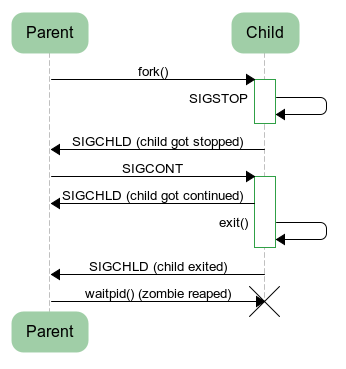 Parent
Child
fork()
SIGSTOP
SIGCHLD (child got stopped)
SIGCONT
SIGCHLD (child got continued)
exit()
SIGCHLD (child exited)
waitpid() (zombie reaped)
Parent